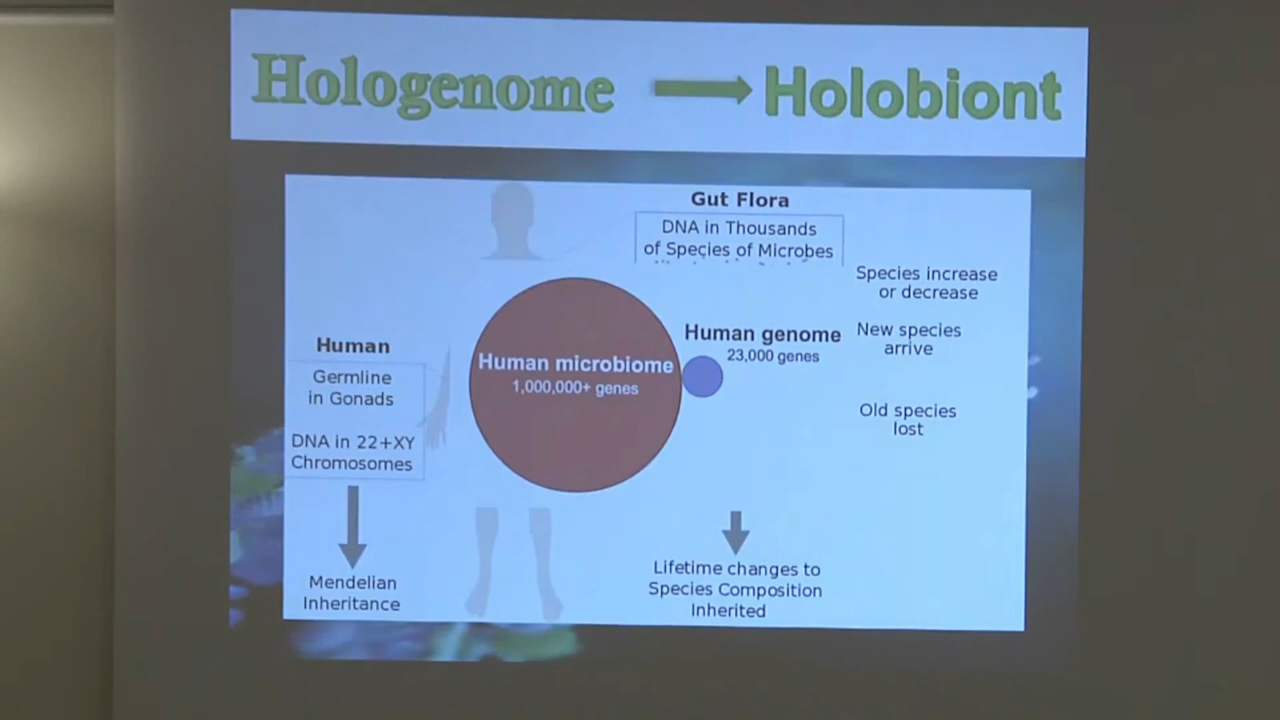 Hologenome → Holobiont
Gut Flora
DNA in Thousands
of Species of Microbes
Species increase
or decrease
Human genome
23,000 genes
New species
arrive
Human
Human microbiome
1,000,000+ genes
Germline
in Gonads
Old species
lost
DNA in 22+XY
Chromosomes
Lifetime changes to
Species Composition
Inherited
Mendelian
Inheritance